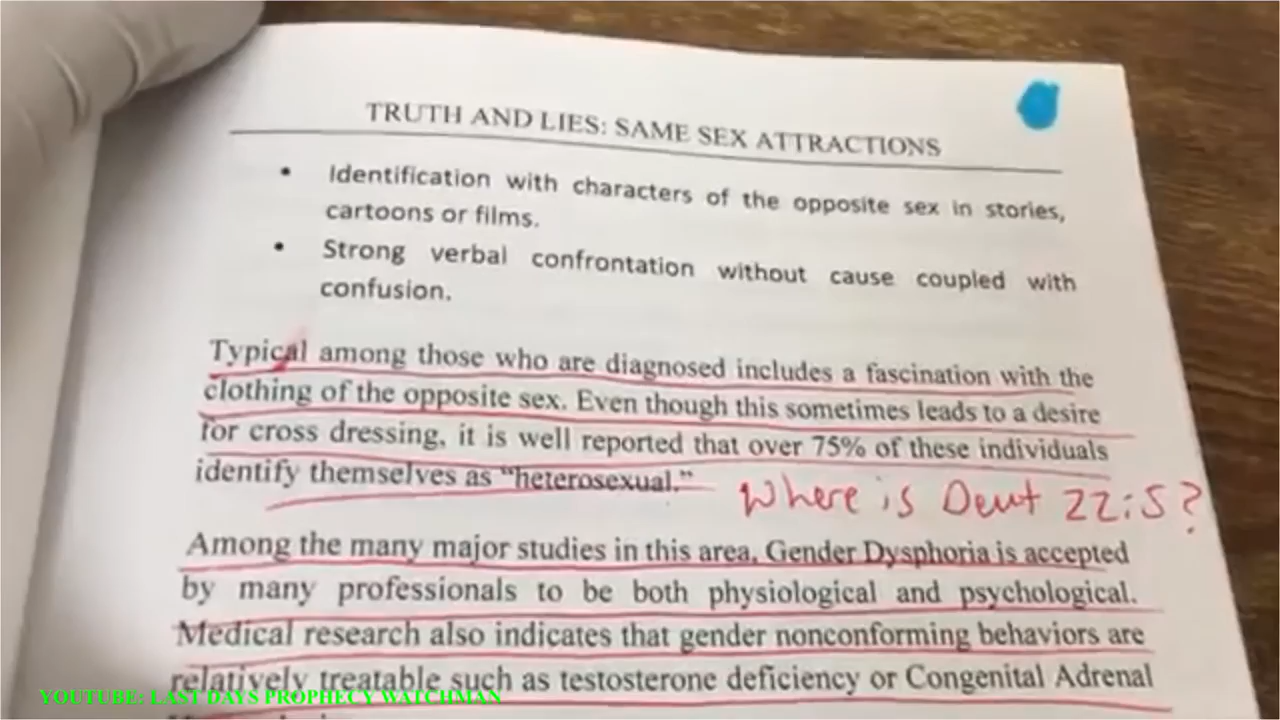 TRUTH AND LIES: SAME SEX ATTRACTIONS
• Identification with characters of the opposite sex in stories,
cartoons or films.
• Strong verbal confrontation without cause coupled with
confusion.
Typical among those who are diagnosed includes a fascination with the
clothing of the opposite sex. Even though this sometimes leads to a desire
for cross dressing, it is well reported that over 75% of these individuals
identify themselves as “heterosexual.”
Where is Deut 22:5?
Among the many major studies in this area, Gender Dysphoria is accepted
by many professionals to be both physiological and psychological.
Medical research also indicates that gender nonconforming behaviors are
relatively treatable such as testosterone deficiency or Congenital Adrenal
YOUTUBE: LAST DAYS PROPHECY WATCHMAN